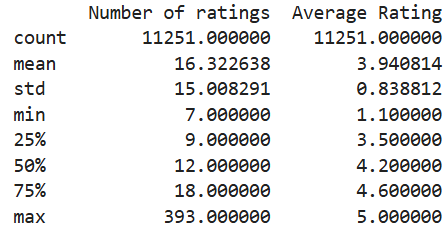 Number of ratings Average Rating
count 11251.000000 11251.000000
mean 16.322638 3.940814
std 15.008291 0.838812
min 7.000000 1.100000
25% 9.000000 3.500000
50% 12.000000 4.200000
75% 18.000000 4.600000
max 393.000000 5.000000